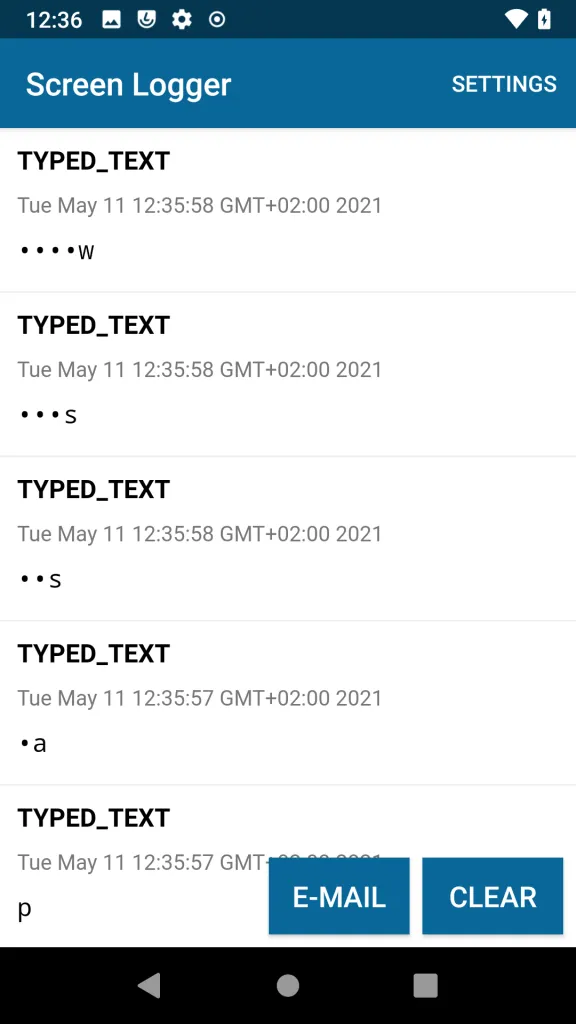 12:36
Screen Logger
SETTINGS
TYPED_TEXT
Tue May 11 12:35:58 GMT+02:00 2021
••••w
TYPED_TEXT
Tue May 11 12:35:58 GMT+02:00 2021
•••s
TYPED_TEXT
Tue May 11 12:35:58 GMT+02:00 2021
••s
TYPED_TEXT
Tue May 11 12:35:57 GMT+02:00 2021
•a
TYPED_TEXT
Tue May 11 12:35:57 GMT
p
E-MAIL
CLEAR